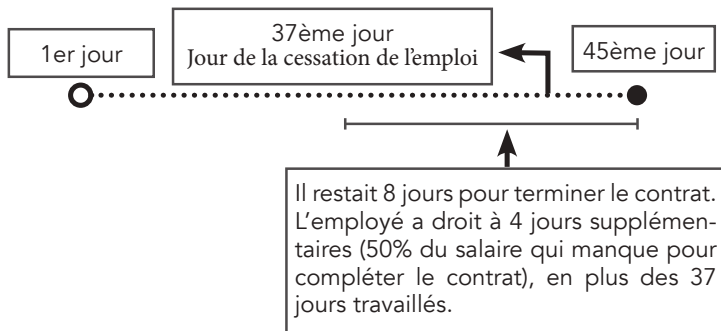 1er jour
37ème jour
Jour de la cessation de l’emploi
45ème jour
Il restait 8 jours pour terminer le contrat.
L’employé a droit à 4 jours supplémen-
taires (50% du salaire qui manque pour
compléter le contrat), en plus des 37
jours travaillés.